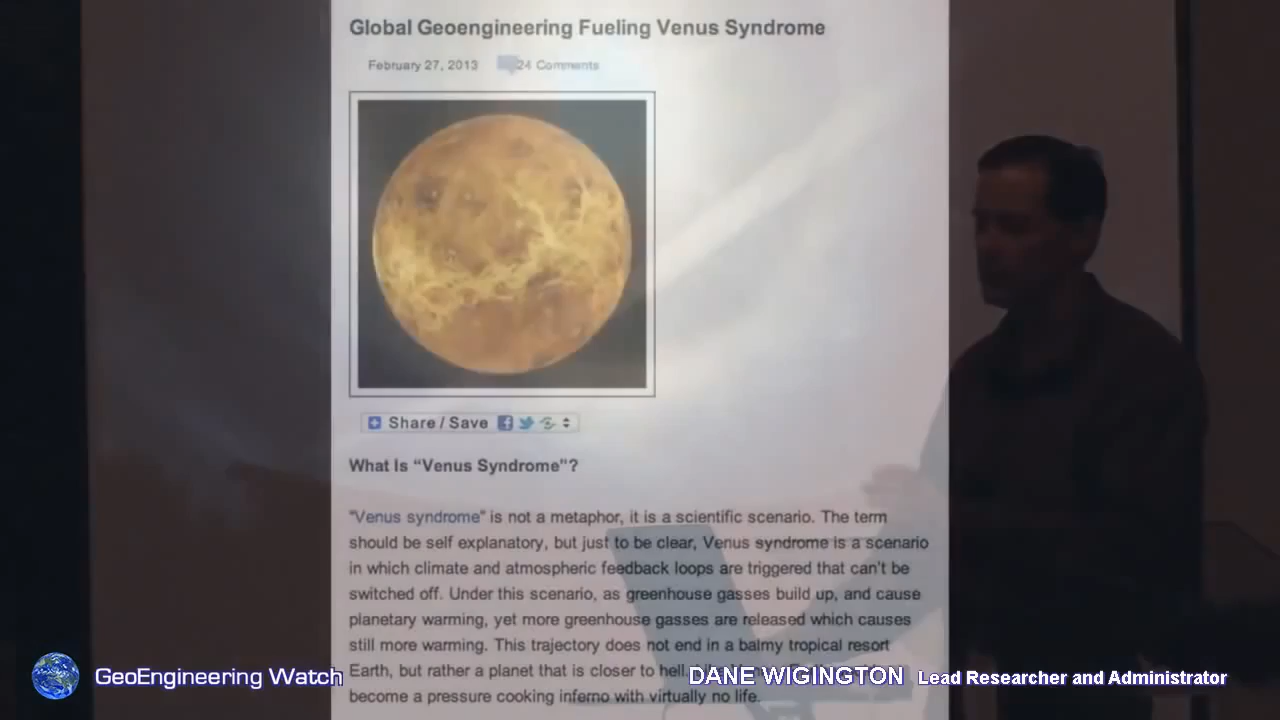 Global Geoengineering Fueling Venus Syndrome
February 27, 2013 24 Comments
Share / Save
What Is “Venus Syndrome”?
"Venus syndrome" is not a metaphor, it is a scientific scenario. The term
should be self explanatory, but just to be clear, Venus syndrome is a scenario
in which climate and atmospheric feedback loops are triggered that can't be
switched off. Under this scenario, as greenhouse gasses build up, and cause
planetary warming, yet more greenhouse gasses are released which causes
still more warming. This trajectory does not end in a balmy tropical resort
Earth, but rather a planet that is closer to hell.
become a pressure cooking inferno with virtually no life.
GeoEngineering Watch
DANE WIGINGTON Lead Researcher and Administrator